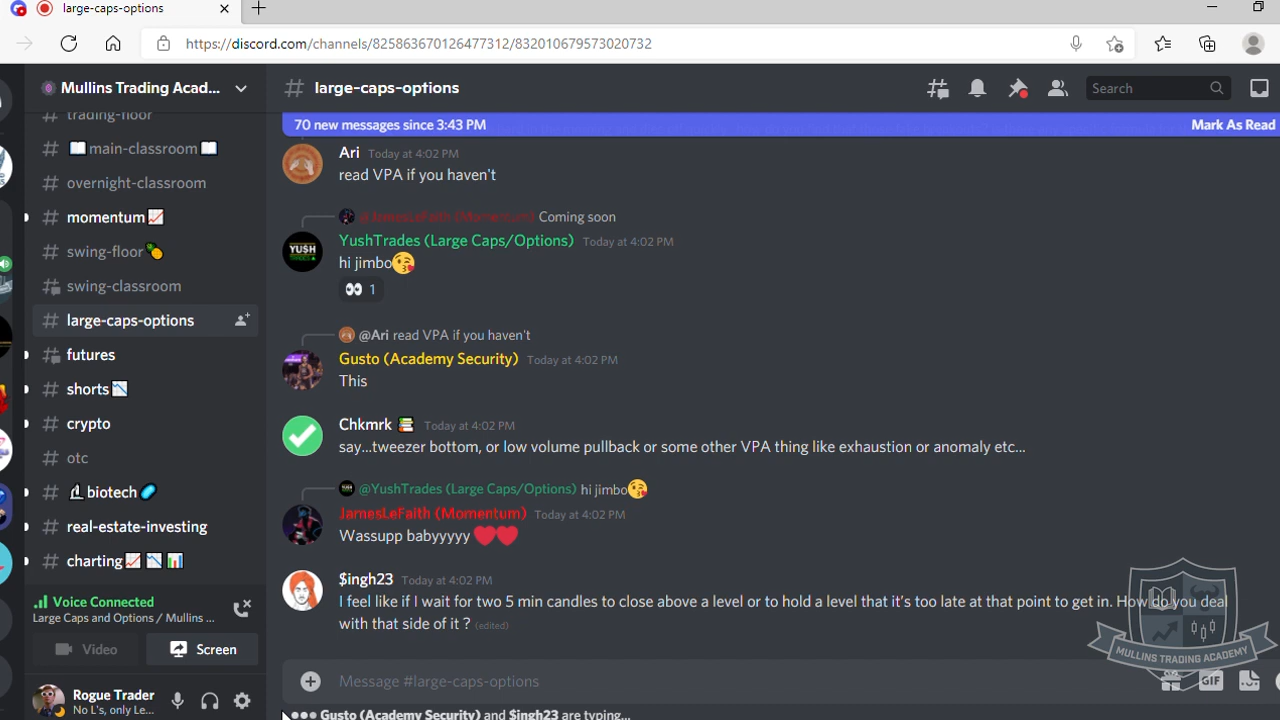 large-caps-options
https://discord.com/channels/825863670126477312/832010679573020732
Mullins Trading Acad...
large-caps-options
Search
trading-floor
main-classroom
overnight-classroom
momentum
swing-floor
swing-classroom
large-caps-options
futures
shorts
crypto
otc
biotech
real-estate-investing
charting
Voice Connected
Large Caps and Options / Mullins ...
Video
Screen
Rogue Trader
No L's, only Le...
70 new messages since 3:43 PM
Mark As Read
Ari Today at 4:02 PM
read VPA if you haven't
@JamesLeFaith (Momentum) Coming soon
YUSH
TRADES
YushTrades (Large Caps/Options) Today at 4:02 PM
hi jimbo😘
👀 1
@Ari read VPA if you haven't
Gusto (Academy Security) Today at 4:02 PM
This
Chkmrk Today at 4:02 PM
say...tweezer bottom, or low volume pullback or some other VPA thing like exhaustion or anomaly etc...
@YushTrades (Large Caps/Options) hi jimbo😘
JamesLeFaith (Momentum) Today at 4:02 PM
Wassupp babyyyyy ❤️❤️
$ingh23 Today at 4:02 PM
I feel like if I wait for two 5 min candles to close above a level or to hold a level that it's too late at that point to get in. How do you deal
with that side of it ? (edited)
MULLINS TRADING ACADEMY
Message #large-caps-options
GIF
Gusto (Academy Security) and $ingh23 are typing...